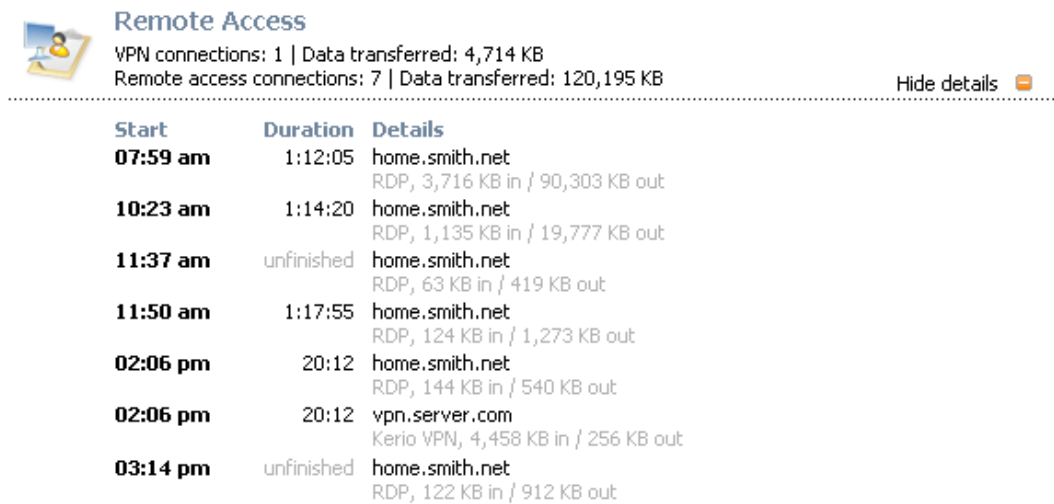 Remote Access
VPN connections: 1 | Data transferred: 4,714 KB
Remote access connections: 7 | Data transferred: 120,195 KB
Hide details
Start Duration Details
07:59 am 1:12:05 home.smith.net
RDP, 3,716 KB in / 90,303 KB out
10:23 am 1:14:20 home.smith.net
RDP, 1,135 KB in / 19,777 KB out
11:37 am unfinished home.smith.net
RDP, 63 KB in / 419 KB out
11:50 am 1:17:55 home.smith.net
RDP, 124 KB in / 1,273 KB out
02:06 pm 20:12 home.smith.net
RDP, 144 KB in / 540 KB out
02:06 pm 20:12 vpn.server.com
Kerio VPN, 4,458 KB in / 256 KB out
03:14 pm unfinished home.smith.net
RDP, 122 KB in / 912 KB out